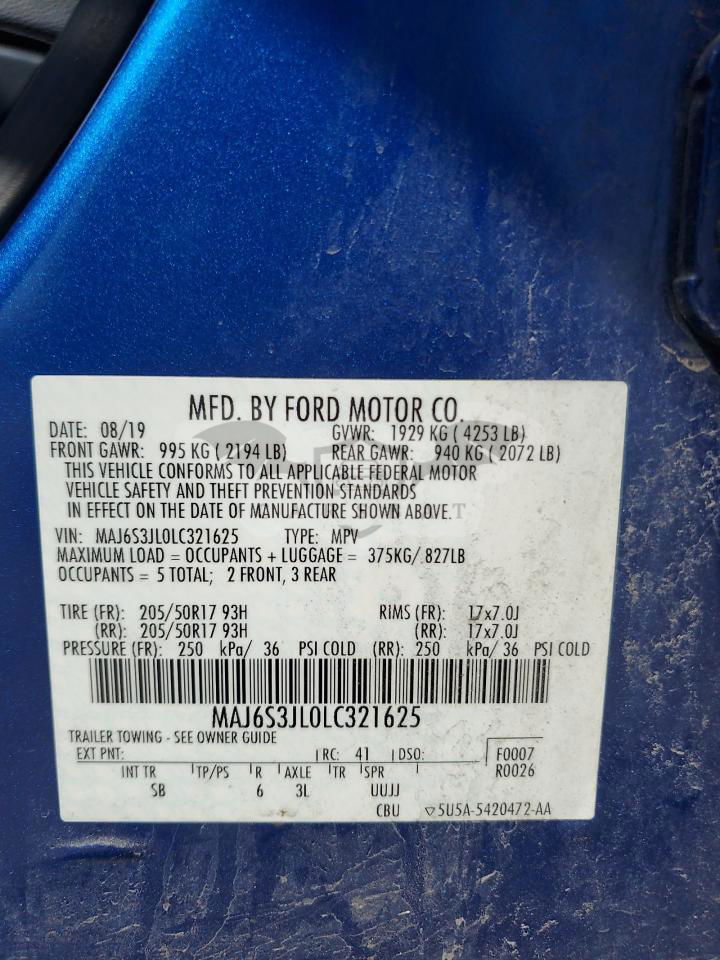 MFD. BY FORD MOTOR CO.
DATE: 08/19 GVWR: 1929 KG ( 4253 LB)
FRONT GAWR: 995 KG ( 2194 LB) REAR GAWR: 940 KG ( 2072 LB)
THIS VEHICLE CONFORMS TO ALL APPLICABLE FEDERAL MOTOR
VEHICLE SAFETY AND THEFT PREVENTION STANDARDS
IN EFFECT ON THE DATE OF MANUFACTURE SHOWN ABOVE.
VIN: MAJ6S3JL0LC321625 TYPE: MPV
MAXIMUM LOAD = OCCUPANTS + LUGGAGE = 375KG/ 827LB
OCCUPANTS = 5 TOTAL; 2 FRONT, 3 REAR
TIRE (FR): 205/50R17 93H RIMS (FR): 17x7.0J
(RR): 205/50R17 93H (RR): 17x7.0J
PRESSURE (FR): 250 kPa/ 36 PSI COLD (RR): 250 kPa/ 36 PSI COLD
MAJ6S3JL0LC321625
TRAILER TOWING - SEE OWNER GUIDE
EXT PNT: RC: 41 DSO: F0007
R0026
INT TR TP/PS R AXLE TR SPR
SB 6 3L UUJJ
CBU 5U5A-5420472-AA